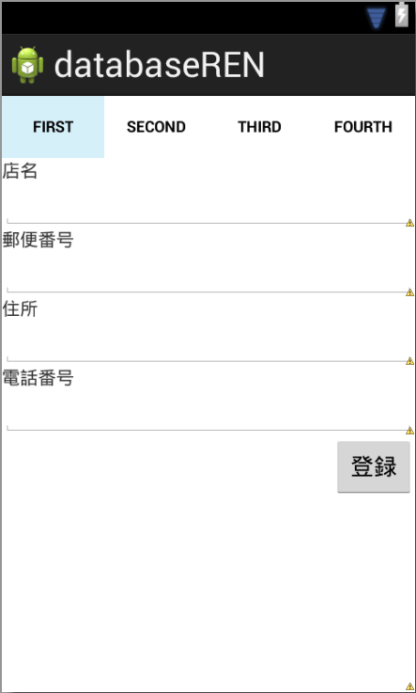 databaseREN
FIRST SECOND THIRD FOURTH
店名
郵便番号
住所
電話番号
登録